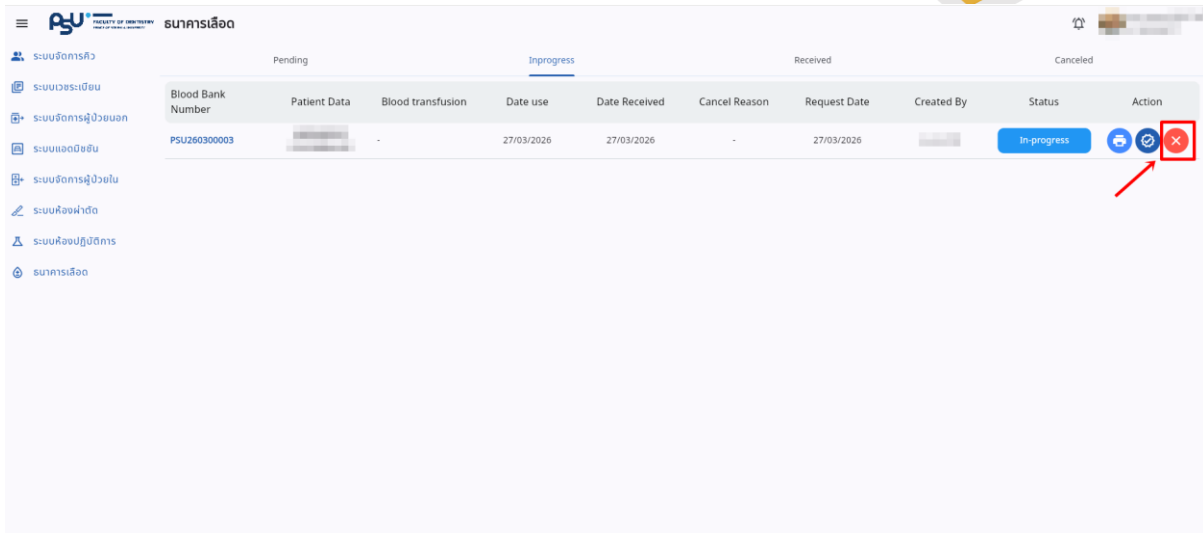 PSU FACULTY OF DENTISTRY
ธนาคารเลือด
ระบบจัดการคิว
ระบบเวชระเบียน
ระบบจัดการผู้ป่วยนอก
ระบบแอดมิชชัน
ระบบจัดการผู้ป่วยใน
ระบบห้องผ่าตัด
ระบบห้องปฏิบัติการ
ธนาคารเลือด
Pending Inprogress Received Canceled
Blood Bank Number Patient Data Blood transfusion Date use Date Received Cancel Reason Request Date Created By Status Action
PSU260300003 - 27/03/2026 27/03/2026 - 27/03/2026 In-progress